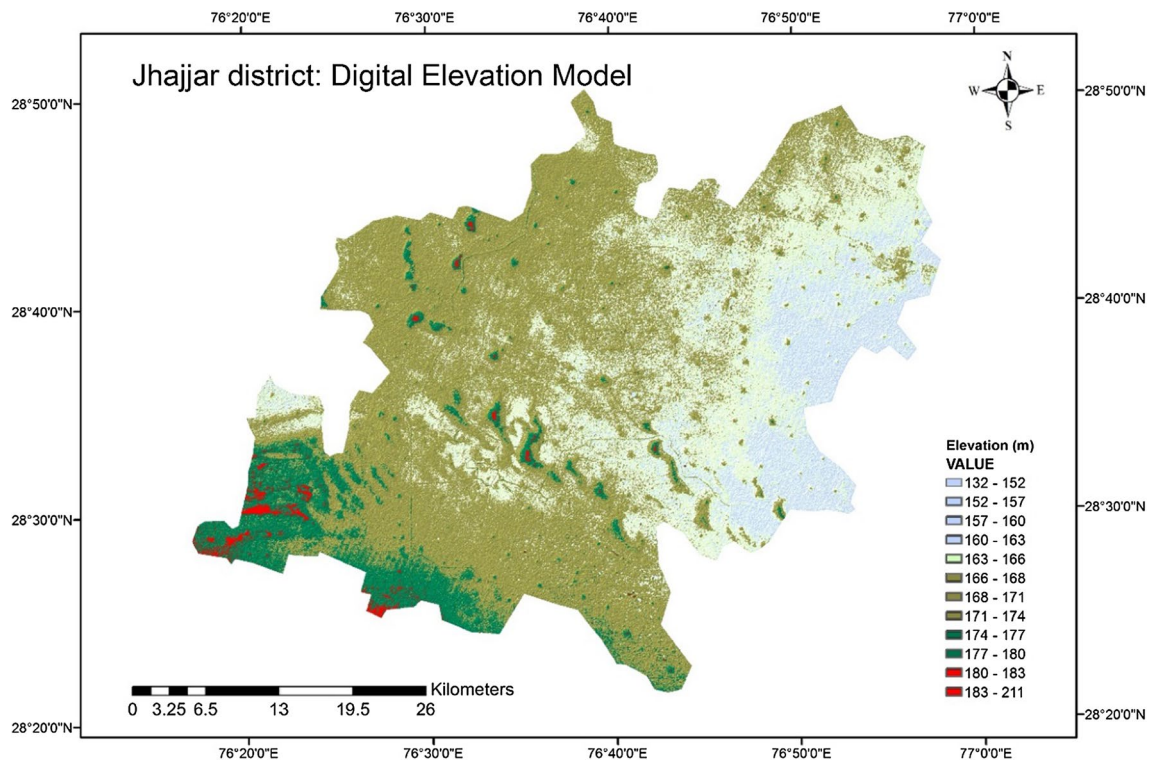 76°20'0"E 76°30'0"E 76°40'0"E 76°50'0"E 77°0'0"E
Jhajjar district: Digital Elevation Model
N
W E
S
28°50'0"N 28°50'0"N
28°40'0"N 28°40'0"N
28°30'0"N 28°30'0"N
Elevation (m)
VALUE
132 - 152
152 - 157
157 - 160
160 - 163
163 - 166
166 - 168
168 - 171
171 - 174
174 - 177
177 - 180
180 - 183
183 - 211
Kilometers
0 3.25 6.5 13 19.5 26
28°20'0"N 28°20'0"N
76°20'0"E 76°30'0"E 76°40'0"E 76°50'0"E 77°0'0"E